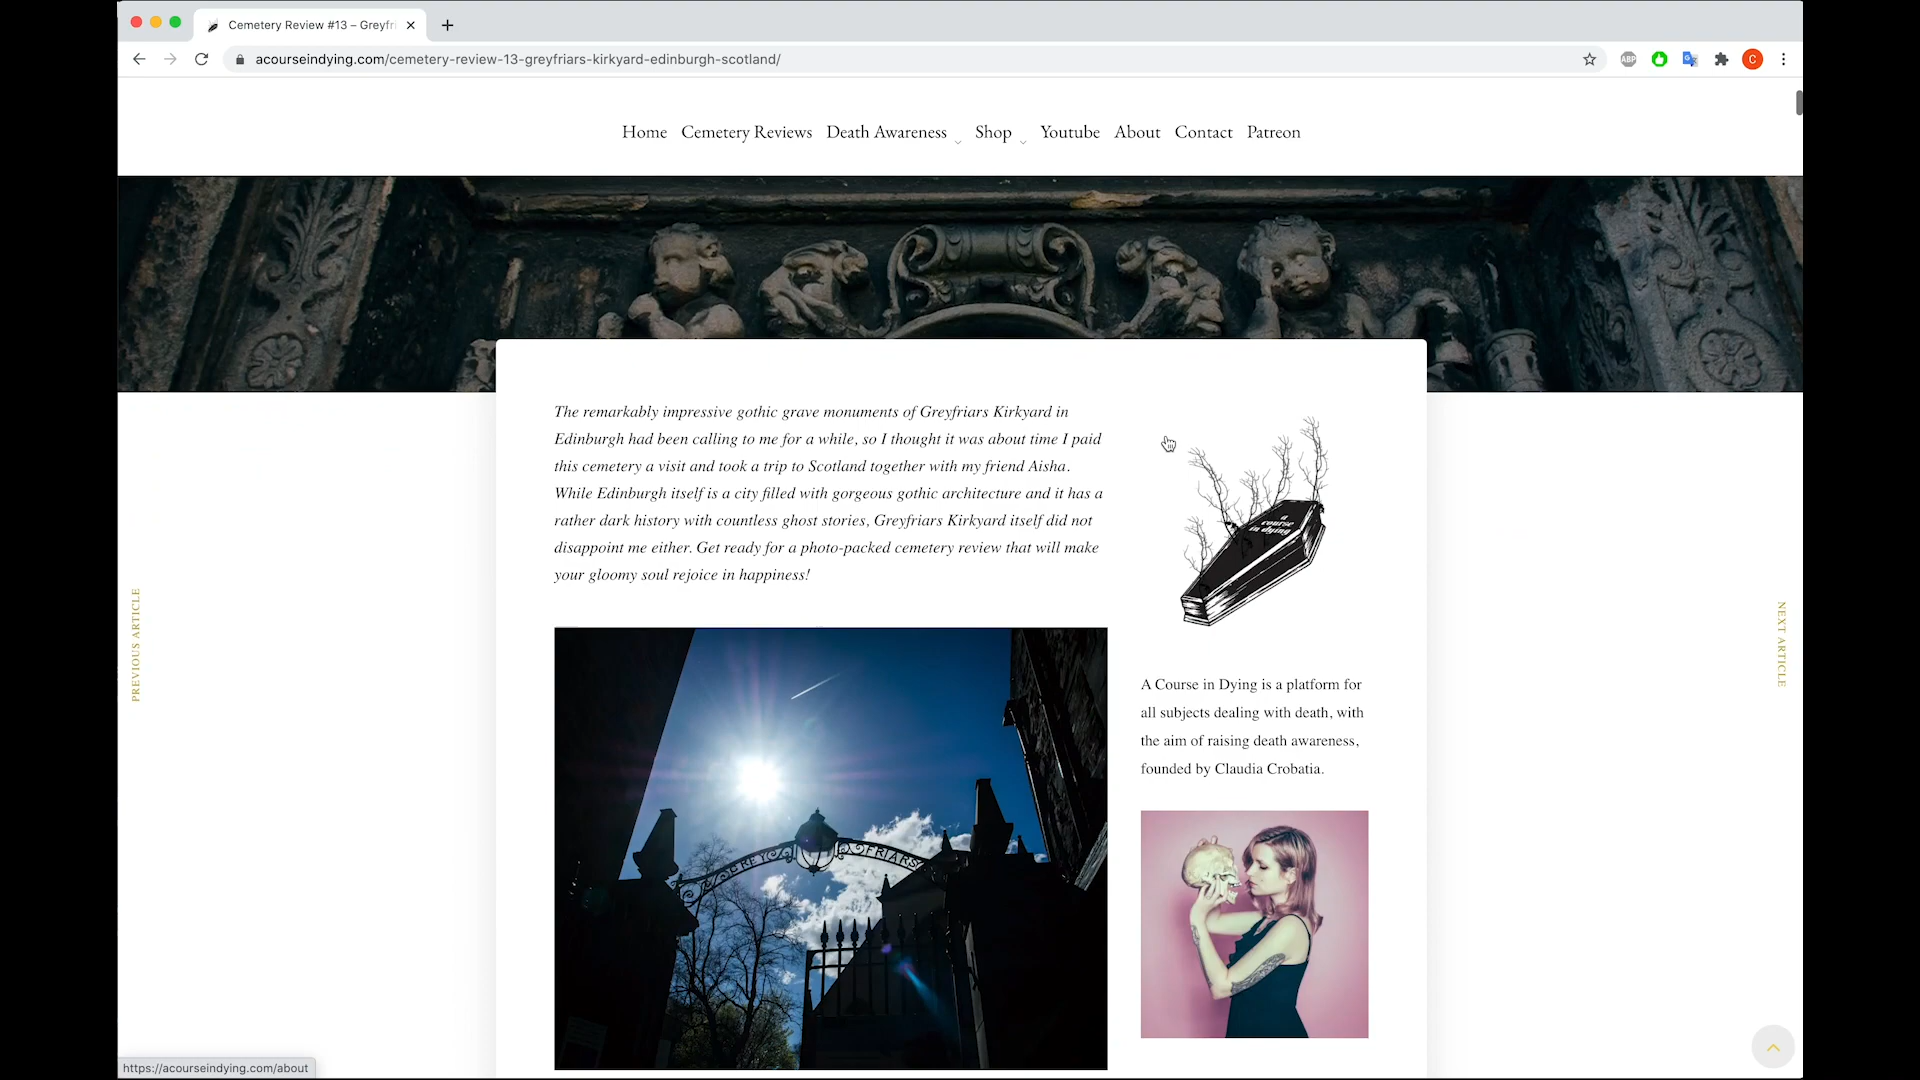 Cemetery Review #13 – Greyfri
acourseindying.com/cemetery-review-13-greyfriars-kirkyard-edinburgh-scotland/
ABP
C
Home Cemetery Reviews Death Awareness Shop Youtube About Contact Patreon
The remarkably impressive gothic grave monuments of Greyfriars Kirkyard in
Edinburgh had been calling to me for a while, so I thought it was about time I paid
this cemetery a visit and took a trip to Scotland together with my friend Aisha.
While Edinburgh itself is a city filled with gorgeous gothic architecture and it has a
rather dark history with countless ghost stories, Greyfriars Kirkyard itself did not
disappoint me either. Get ready for a photo-packed cemetery review that will make
your gloomy soul rejoice in happiness!
a
course
in dying
PREVIOUS ARTICLE
NEXT ARTICLE
A Course in Dying is a platform for
all subjects dealing with death, with
the aim of raising death awareness,
founded by Claudia Crobatia.
GREY FRIARS
https://acourseindying.com/about